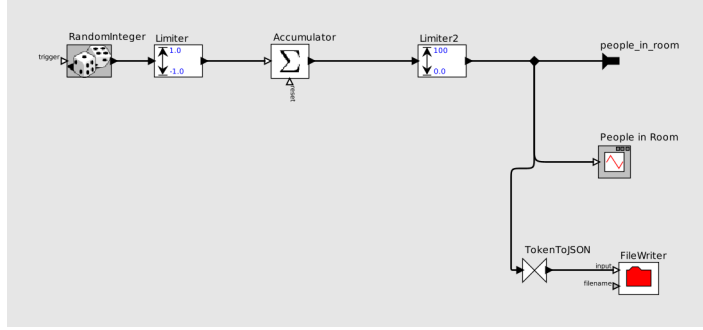 RandomInteger
trigger
Limiter
1.0
-1.0
Accumulator
Σ
reset
Limiter2
100
0.0
people_in_room
People in Room
TokenToJSON
FileWriter
input
filename